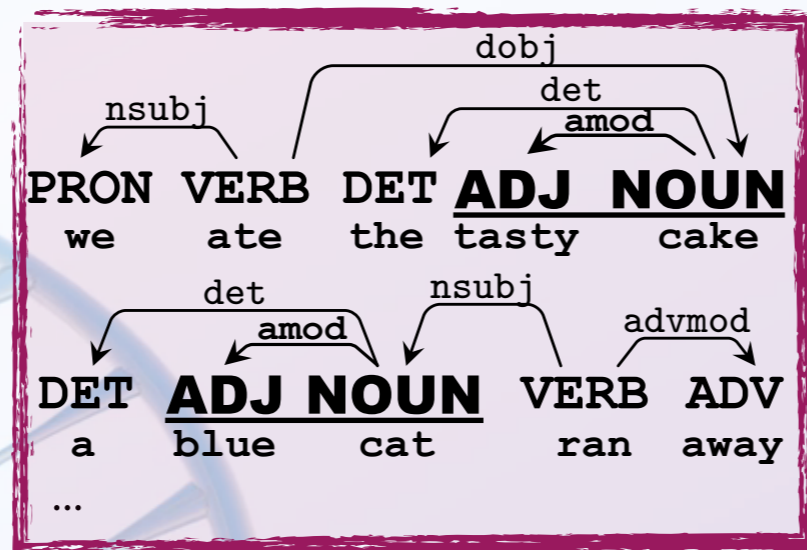 dobj
det
nsubj amod
PRON VERB DET ADJ NOUN
we ate the tasty cake
det nsubj
amod advmod
DET ADJ NOUN VERB ADV
a blue cat ran away
...